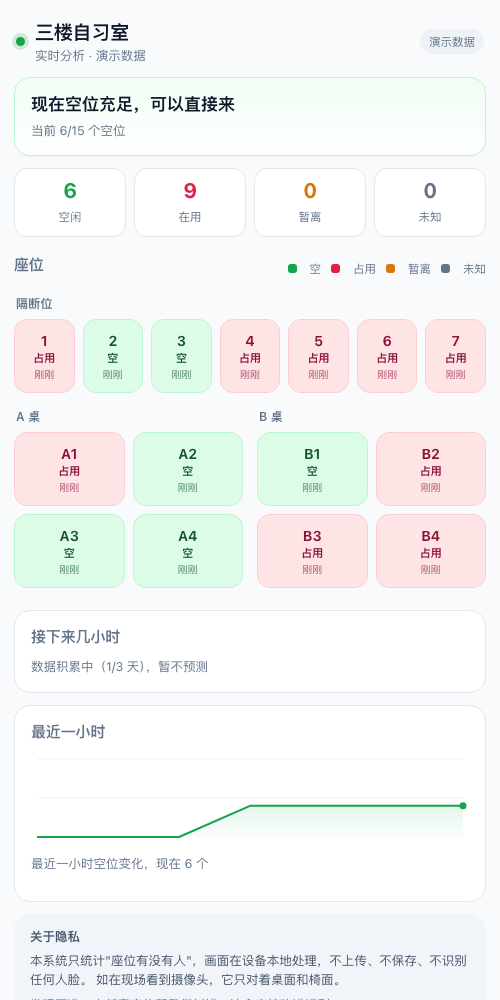 三楼自习室
实时分析 · 演示数据
演示数据
现在空位充足，可以直接来
当前 6/15 个空位
6 9 0 0
空闲 在用 暂离 未知
座位
空 占用 暂离 未知
隔断位
1 2 3 4 5 6 7
占用 空 空 占用 占用 占用 占用
刚刚 刚刚 刚刚 刚刚 刚刚 刚刚 刚刚
A 桌 B 桌
A1 A2 B1 B2
占用 空 空 占用
刚刚 刚刚 刚刚 刚刚
A3 A4 B3 B4
空 空 占用 占用
刚刚 刚刚 刚刚 刚刚
接下来几小时
数据积累中（1/3 天），暂不预测
最近一小时
最近一小时空位变化，现在 6 个
关于隐私
本系统只统计"座位有没有人"，画面在设备本地处理，不上传、不保存、不识别
任何人脸。 如在现场看到摄像头，它只对着桌面和椅面。